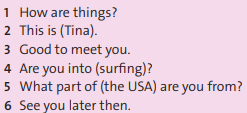 1 How are things?
2 This is (Tina).
3 Good to meet you.
4 Are you into (surfing)?
5 What part of (the USA) are you from?
6 See you later then.